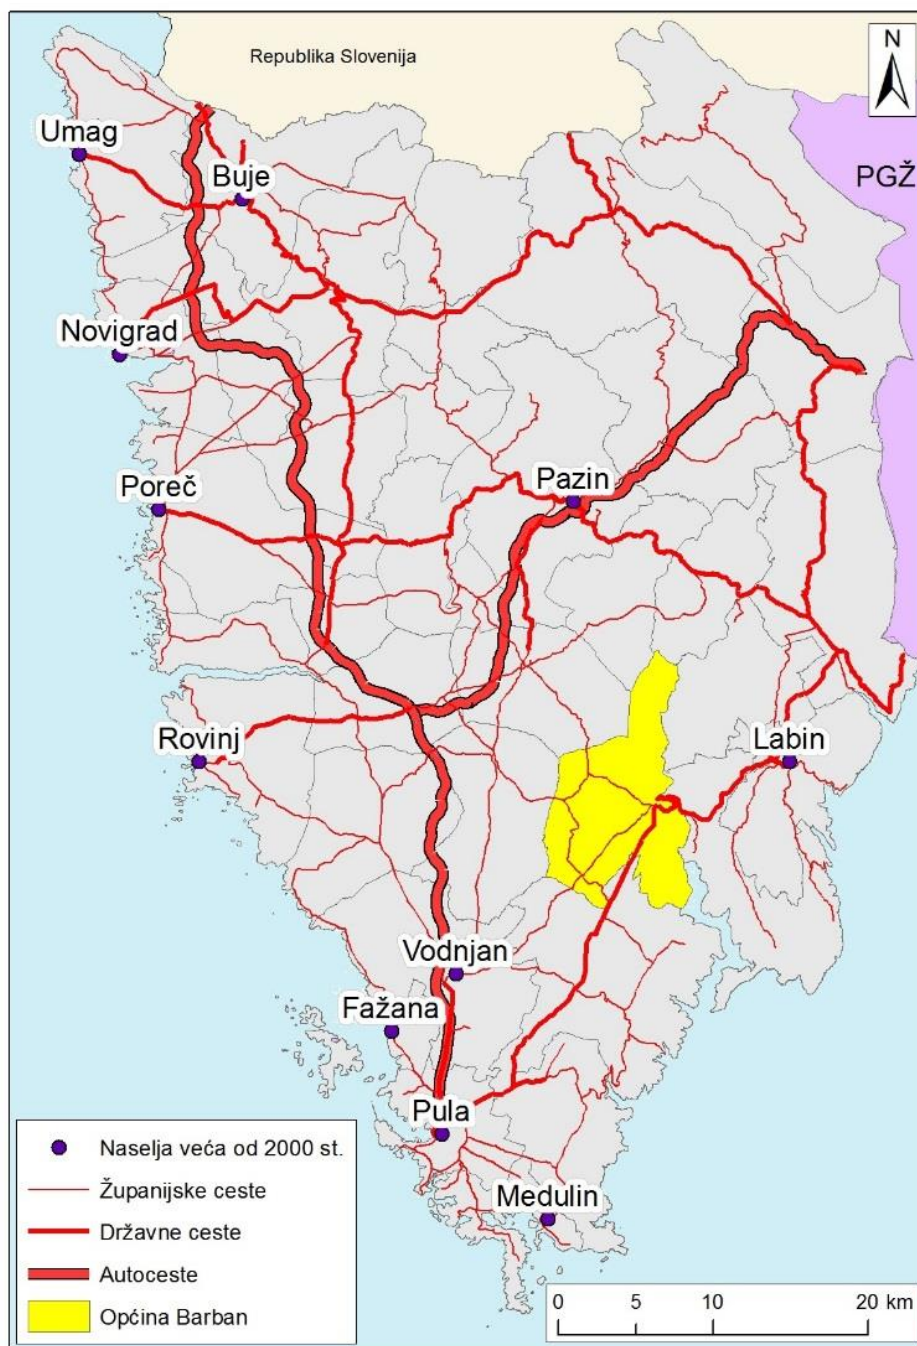 Republika Slovenija
N
Umag
Buje
PGŽ
Novigrad
Poreč
Pazin
Rovinj
Labin
Vodnjan
Fažana
Pula
Medulin
Naselja veća od 2000 st.
Županijske ceste
Državne ceste
Autoceste
Općina Barban
0 5 10 20 km